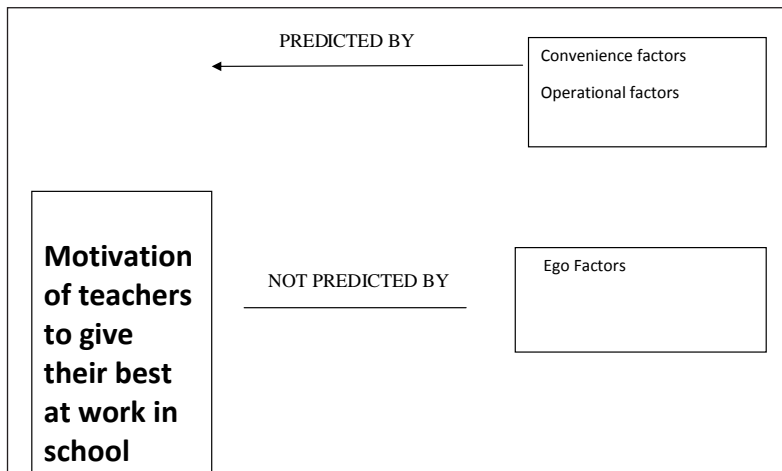 PREDICTED BY
Convenience factors
Operational factors
Motivation
of teachers
to give
their best
at work in
school
NOT PREDICTED BY
Ego Factors